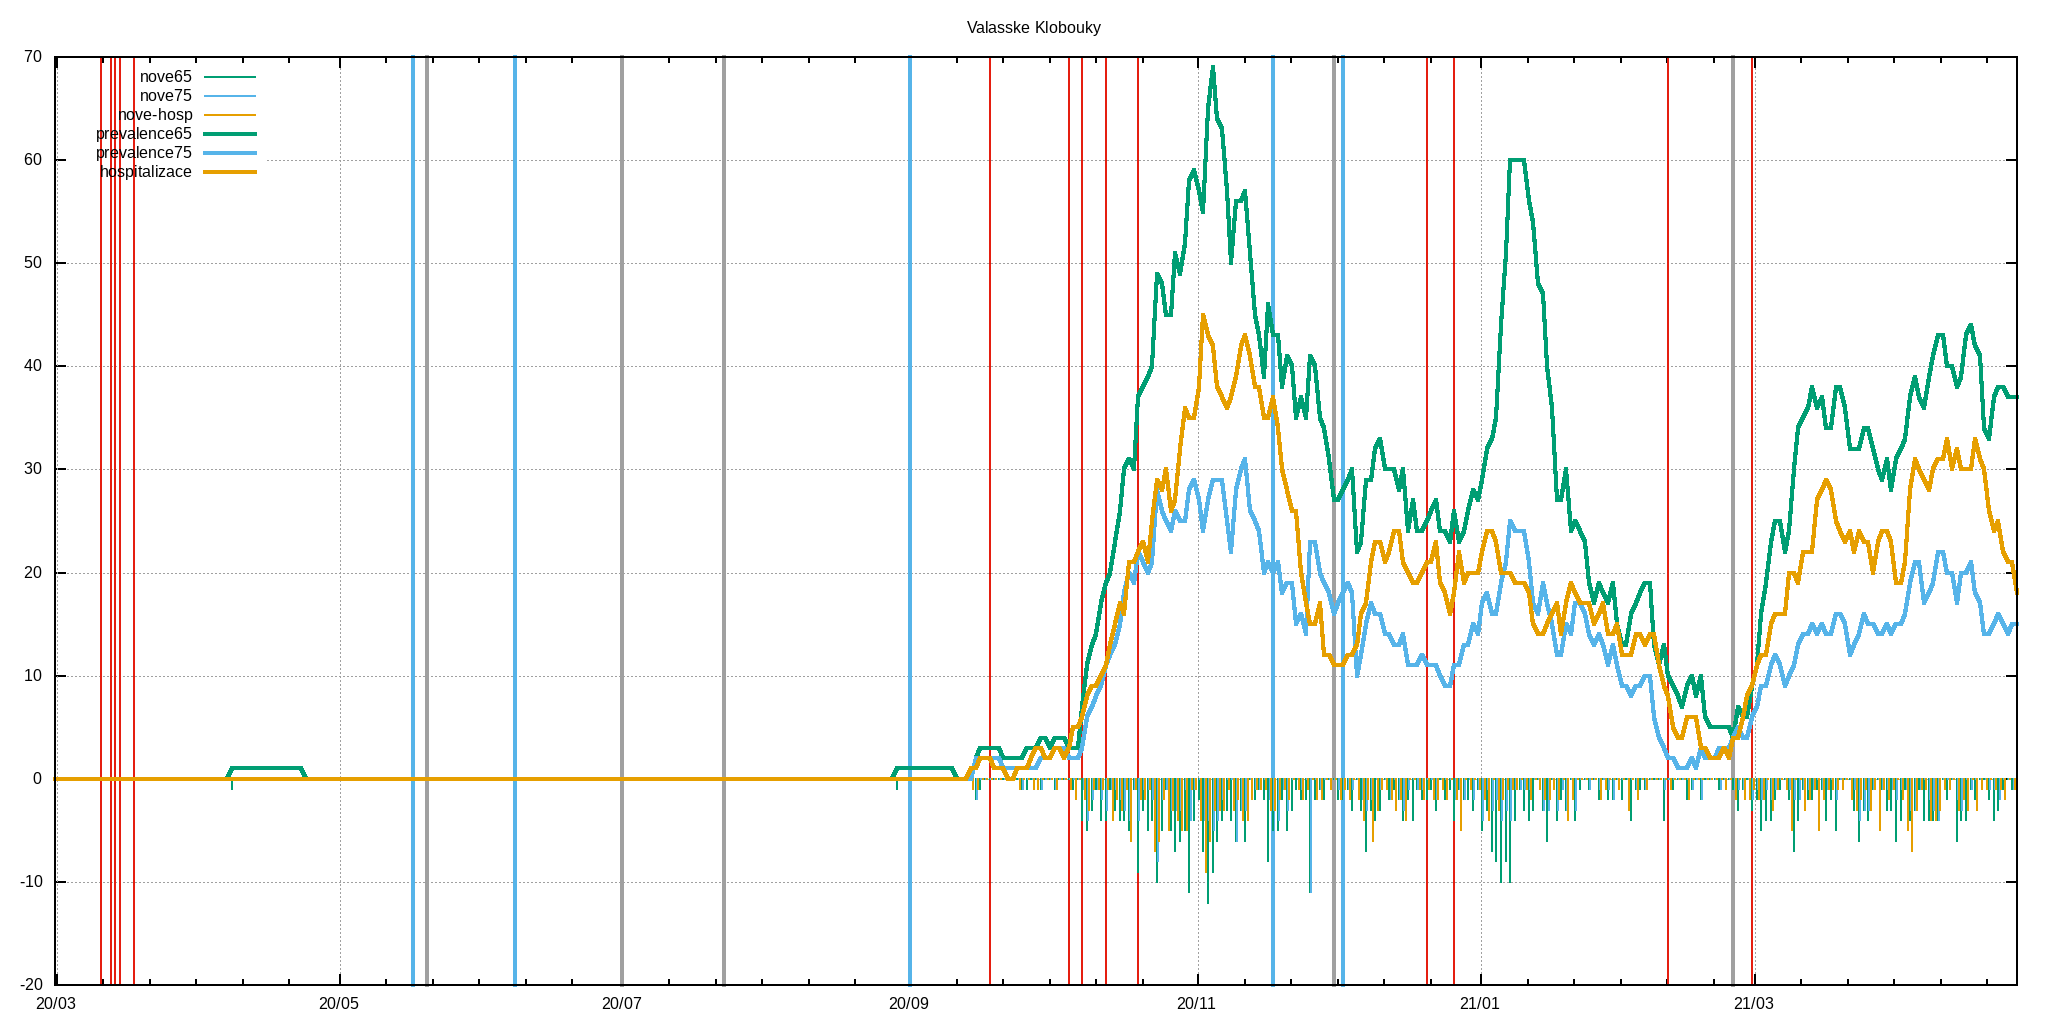 Valasske Klobouky
70
60
50
40
30
20
10
0
-10
-20
nove65
nove75
nove-hosp
prevalence65
prevalence75
hospitalizace
20/03 20/05 20/07 20/09 20/11 21/01 21/03